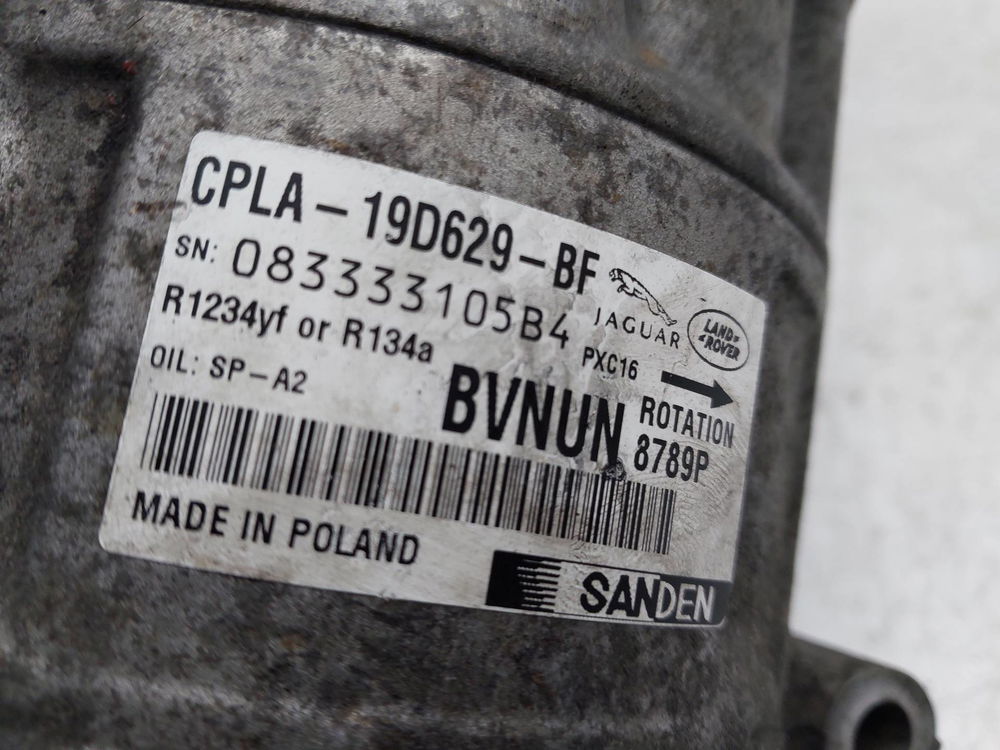 CPLA-19D629-BF
SN: 083333105B4
JAGUAR
LAND ROVER
R1234yf or R134a
PXC16
OIL: SP-A2
BVNUN
ROTATION
8789P
MADE IN POLAND
SANDEN